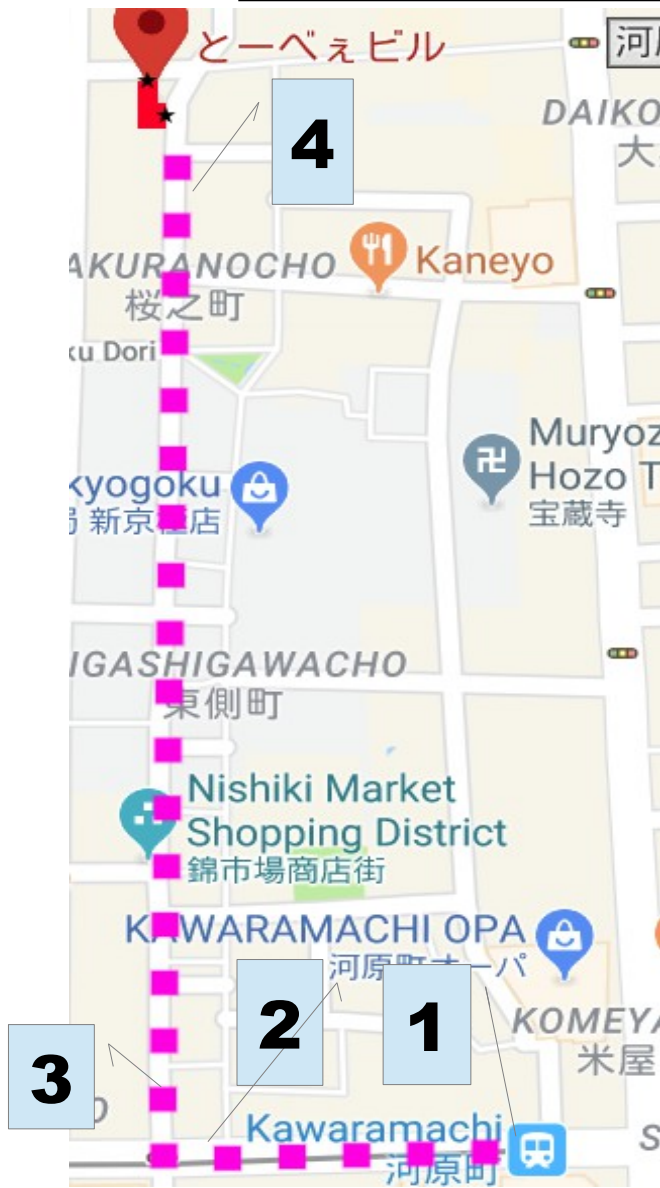 とーべぇビル
河原
4
DAIKO
大
AKURANOCHO
桜之町
Kaneyo
ku Dori
kyogoku
新京極店
Muryoz
Hozo T
宝蔵寺
IGASHIGAWACHO
東側町
Nishiki Market
Shopping District
錦市場商店街
KAWARAMACHI OPA
河原町オーパ
2
1
3
KOMEYA
米屋
O
Kawaramachi
河原町
S